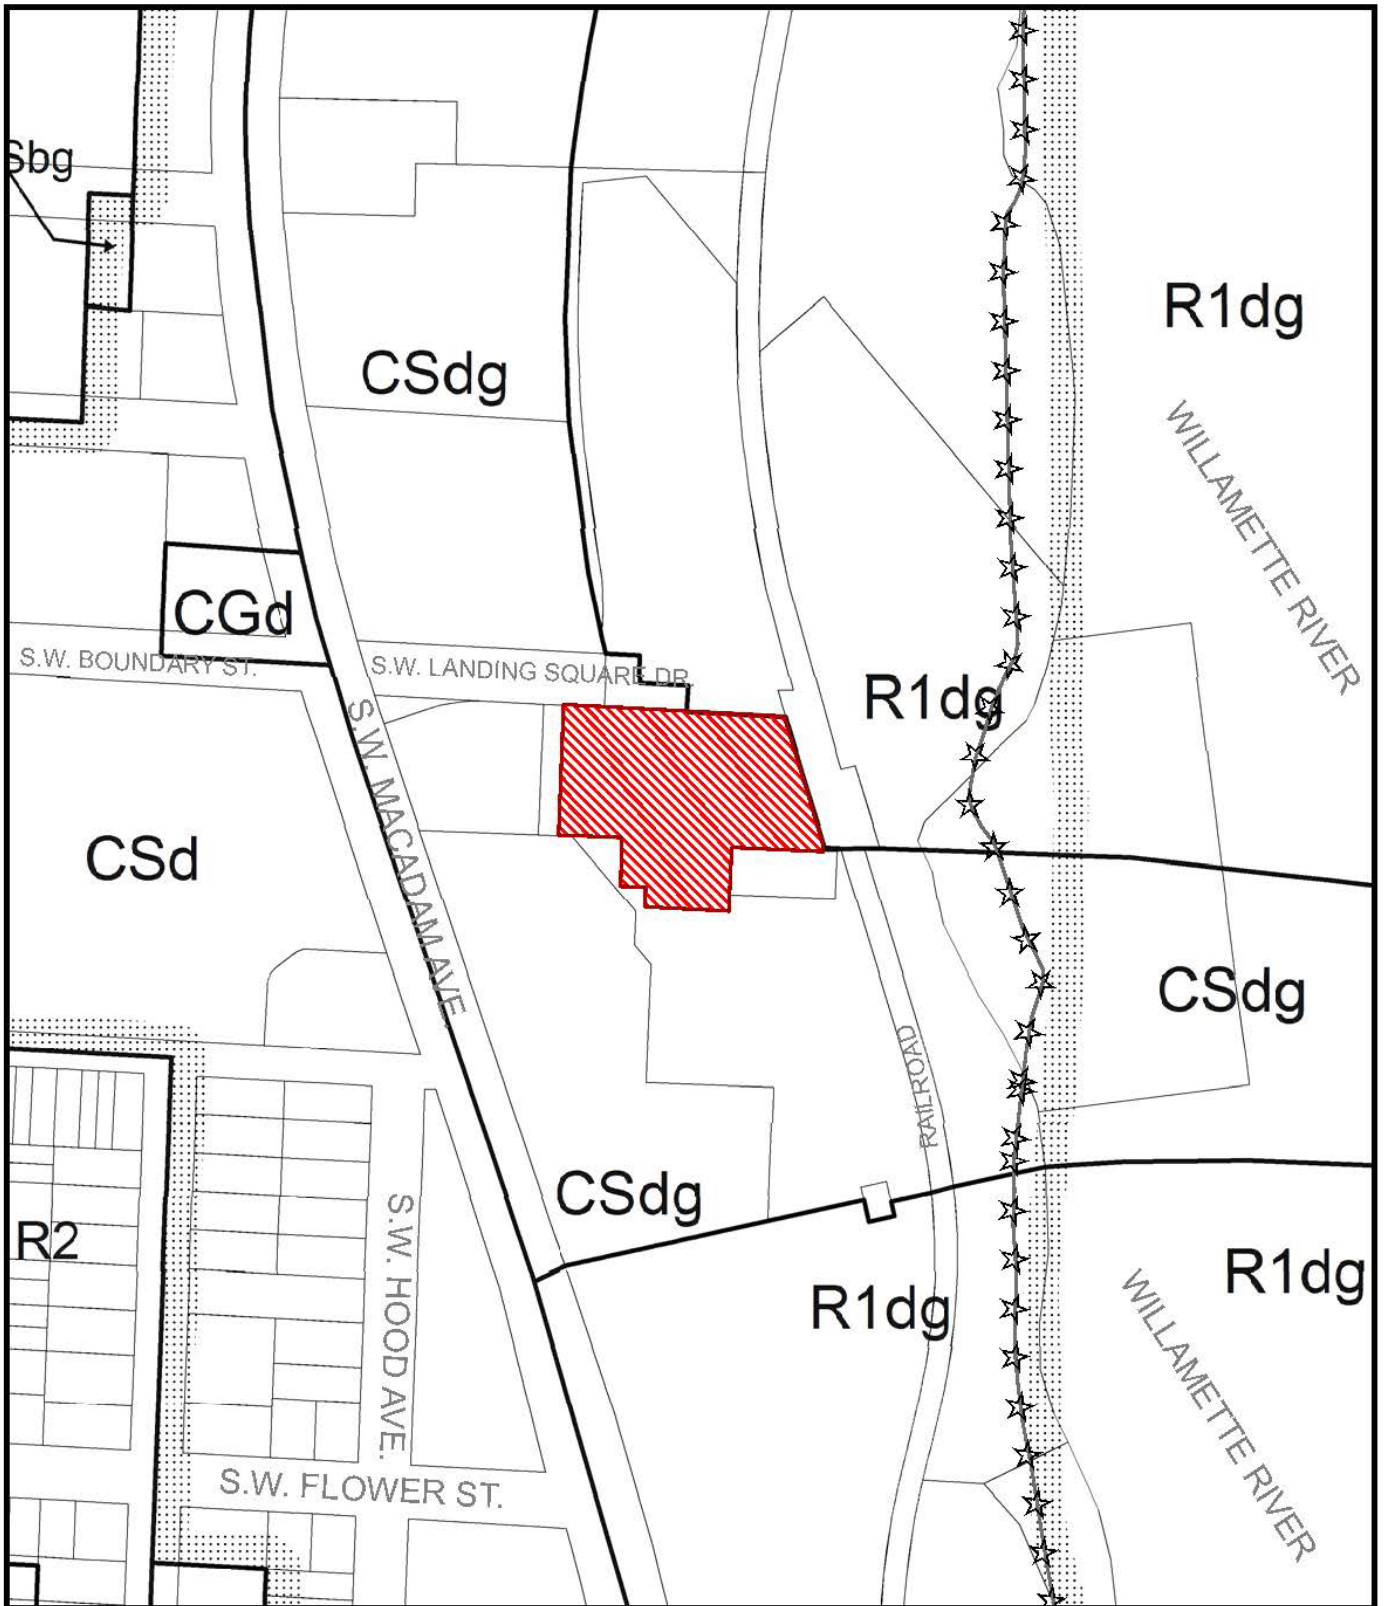 Sbg
R1dg
CSdg
WILLAMETTE RIVER
CGd
S.W. BOUNDARY ST.
S.W. LANDING SQUARE DR.
R1dg
S.W. MACADAM AVE.
CSd
CSdg
RAILROAD
CSdg
R2
S.W. HOOD AVE.
R1dg
R1dg
WILLAMETTE RIVER
S.W. FLOWER ST.